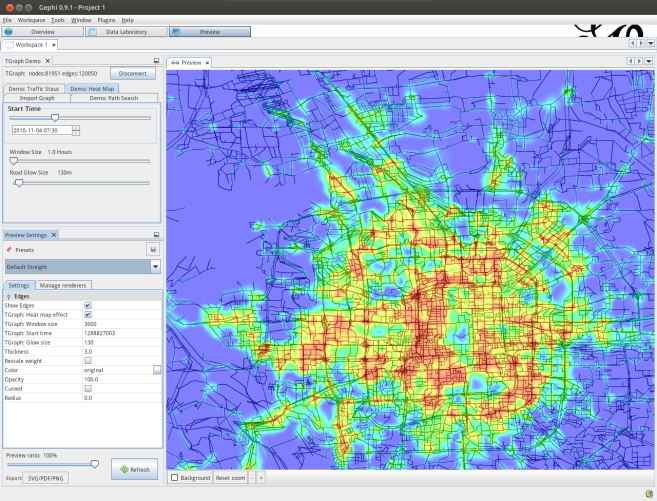 Gephi 0.9.1 - Project 1
File Workspace Tools Window Plugins Help
Overview Data Laboratory Preview
Workspace 1
TGraph Demo
TGraph: nodes:81951 edges:120050 Disconnect
Demo: Traffic Staus Demo: Heat Map
Import Graph Demo: Path Search
Start Time
2010-11-04 07:30
Window Size 1.0 Hours
Road Glow Size 130m
Preview Settings
Presets
Default Straight
Settings Manage renderers
Edges
Show Edges
TGraph: Heat map effect
TGraph: Window size 3600
TGraph: Start time 1288827003
TGraph: Glow size 130
Thickness 3.0
Rescale weight
Color original
Opacity 100.0
Curved
Radius 0.0
Preview ratio: 100%
Refresh
Export: SVG/PDF/PNG
Preview
Background Reset zoom - +